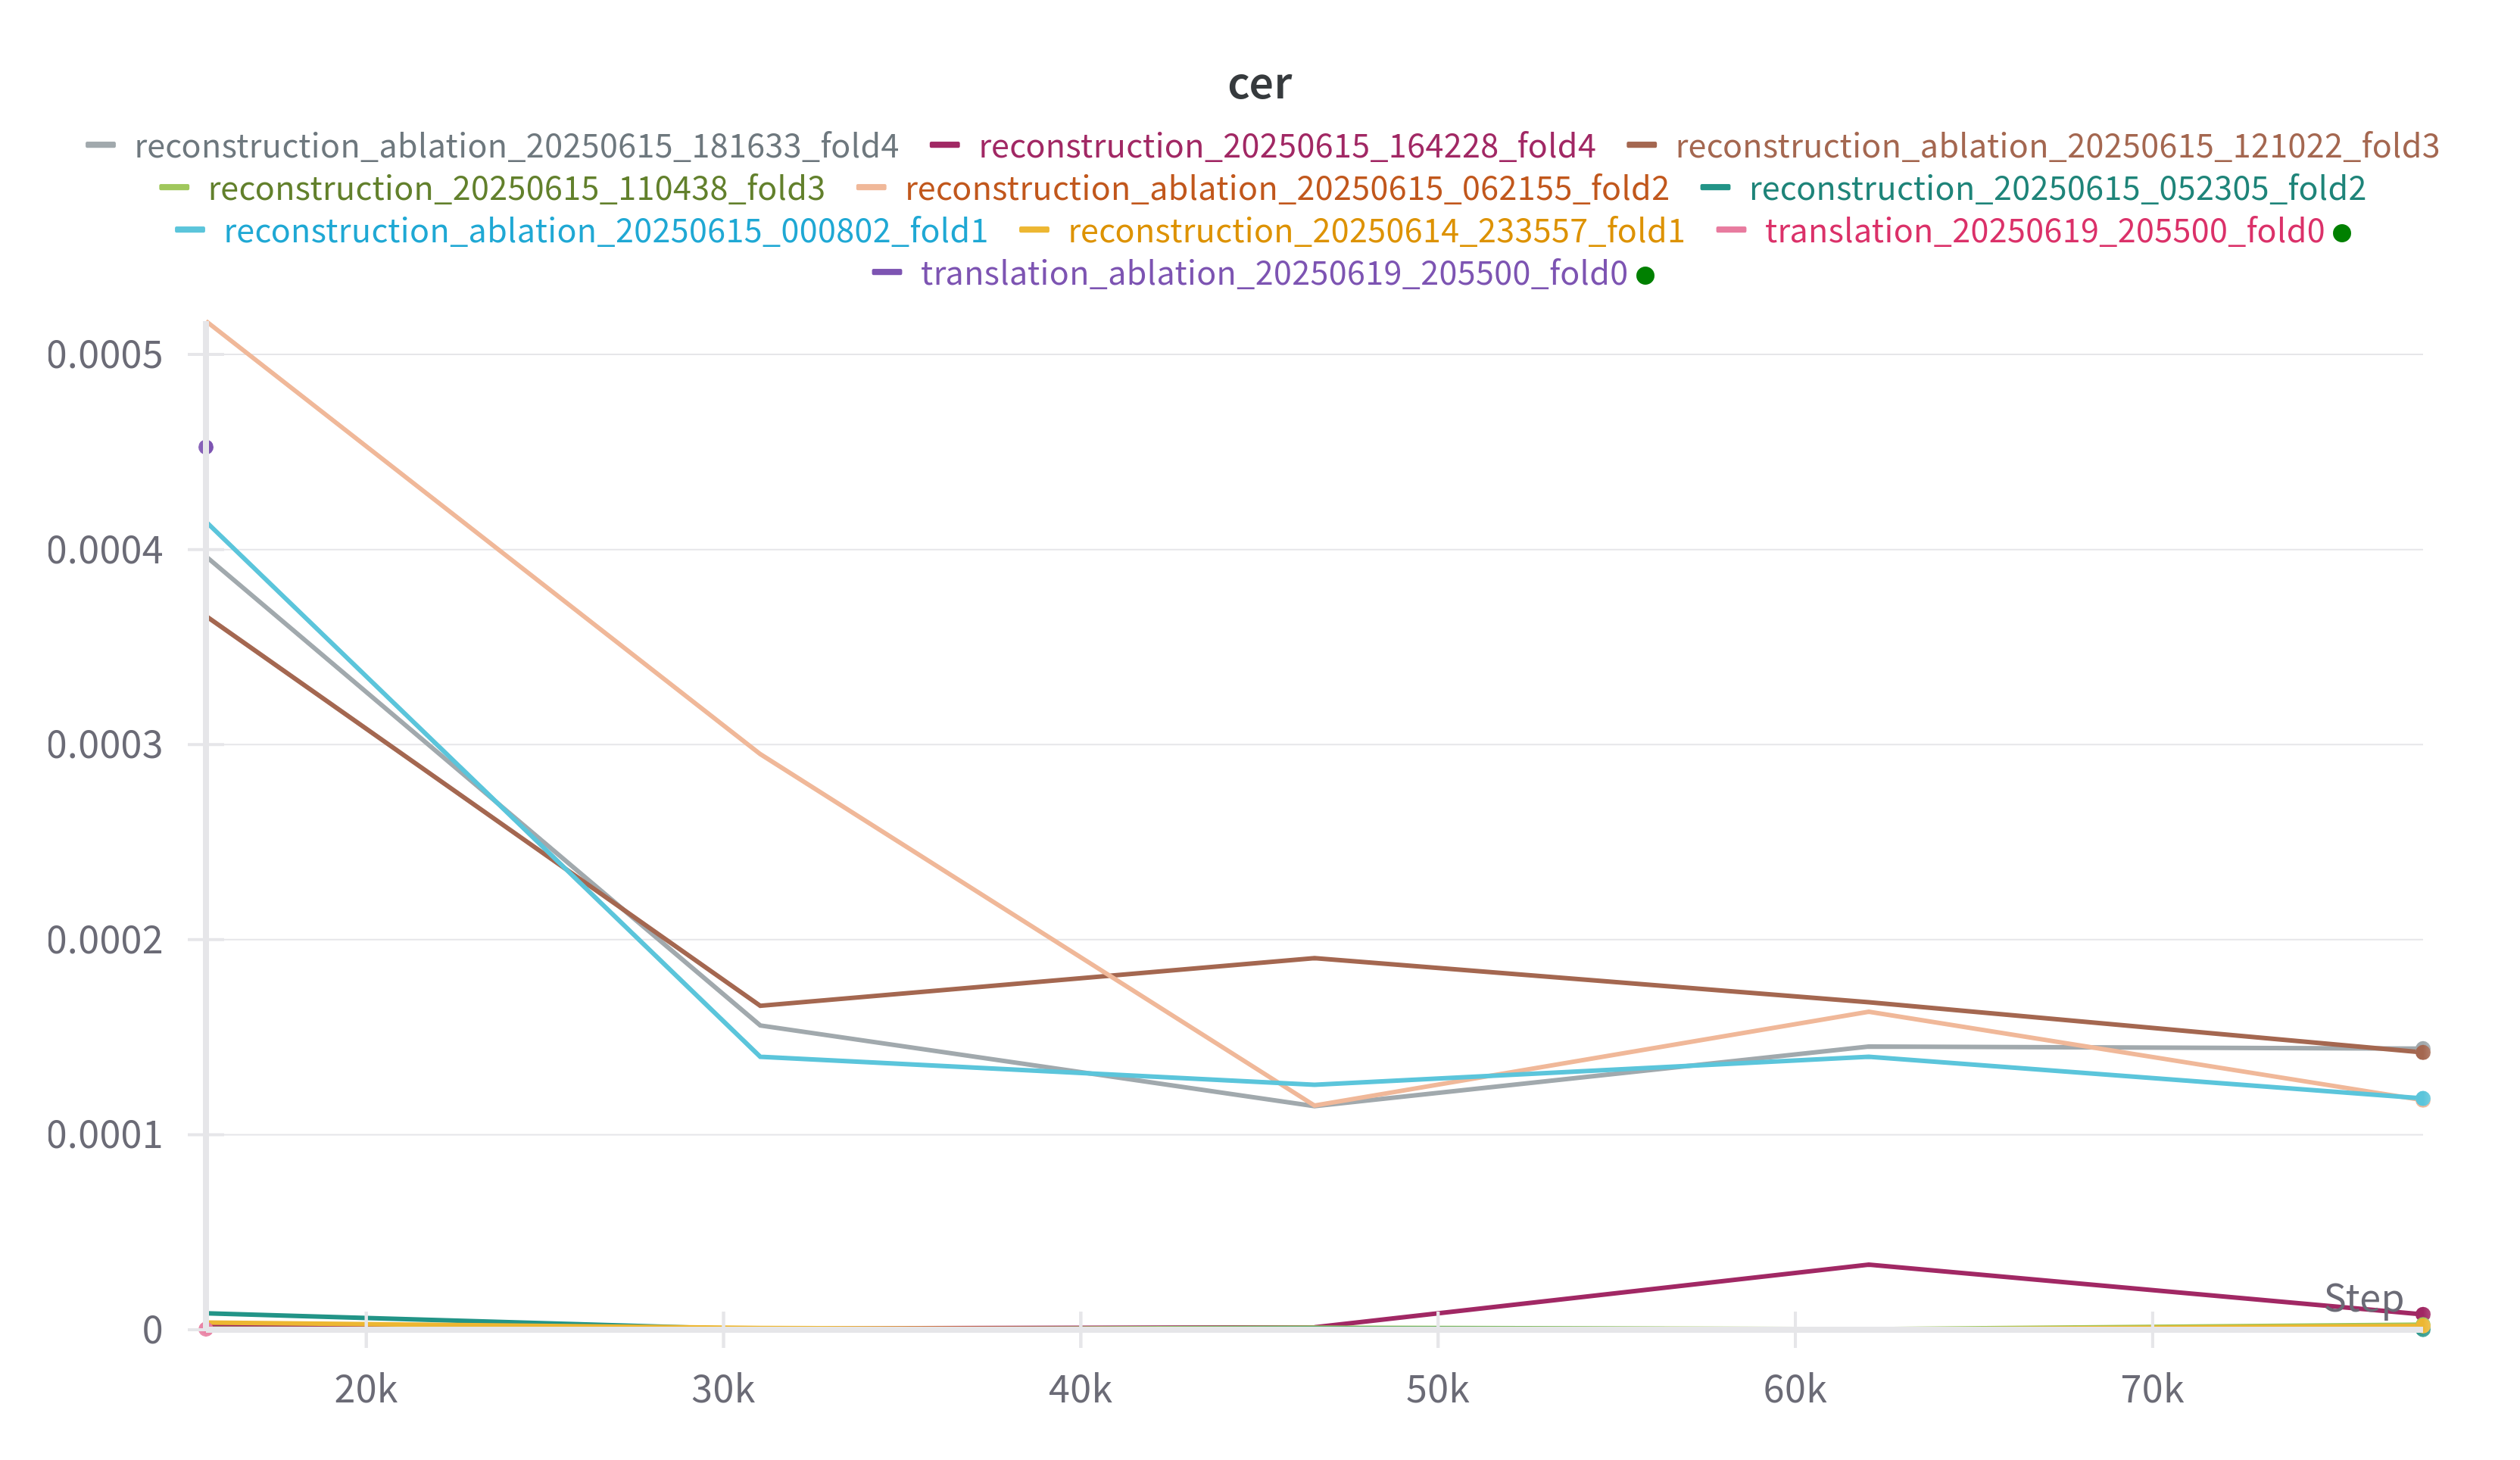 cer
reconstruction_ablation_20250615_181633_fold4 reconstruction_20250615_164228_fold4 reconstruction_ablation_20250615_121022_fold3
reconstruction_20250615_110438_fold3 reconstruction_ablation_20250615_062155_fold2 reconstruction_20250615_052305_fold2
reconstruction_ablation_20250615_000802_fold1 reconstruction_20250614_233557_fold1 translation_20250619_205500_fold0
translation_ablation_20250619_205500_fold0
0.0005
0.0004
0.0003
0.0002
0.0001
Step
0
20k 30k 40k 50k 60k 70k